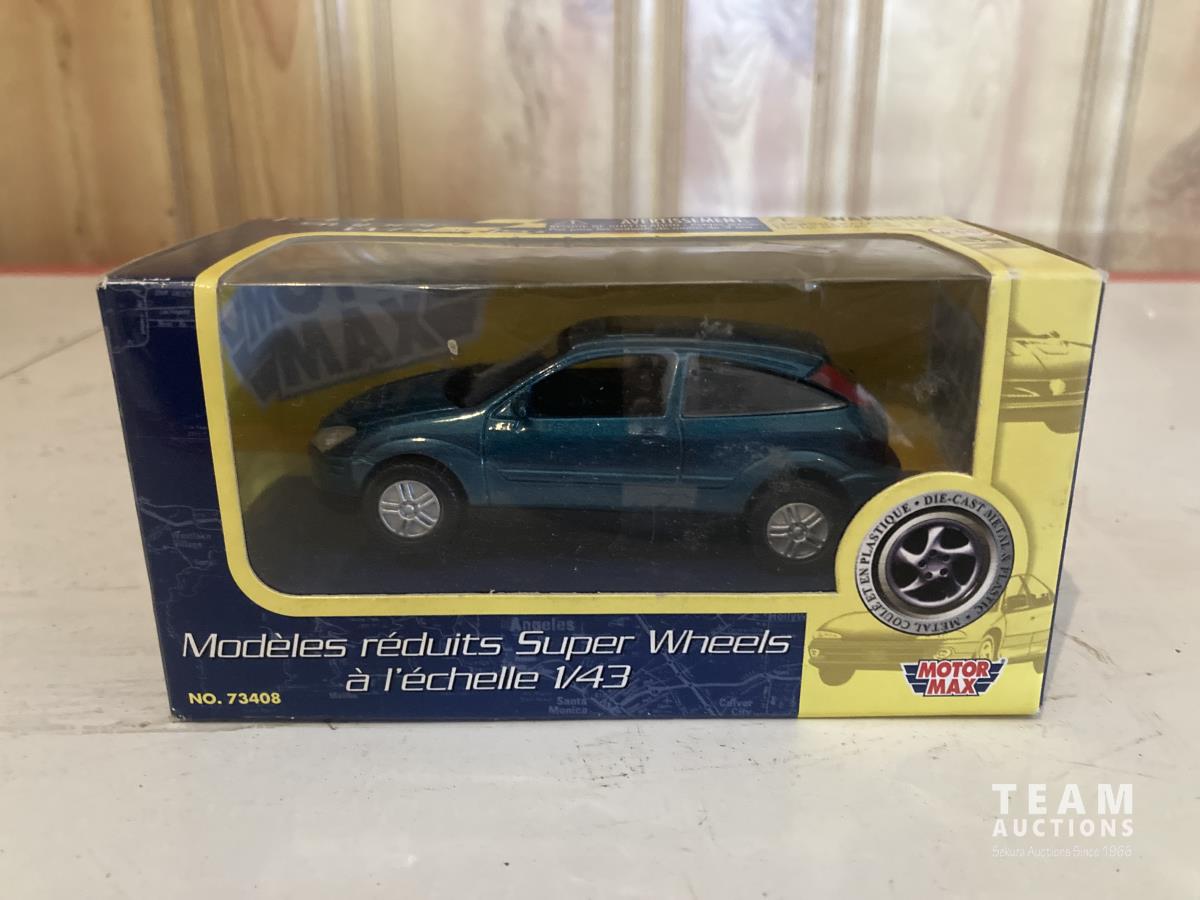 AVERTISSEMENT:
MOTOR
MAX
METAL COULÉ ET EN PLASTIQUE • DIE-CAST METAL & PLASTIC •
Angeles
Modèles réduits Super Wheels
à l'échelle 1/43
Santa
Monica
Culver
City
NO. 73408
MOTOR
MAX
TEAM
AUCTIONS
Sekura Auctions Since 1966